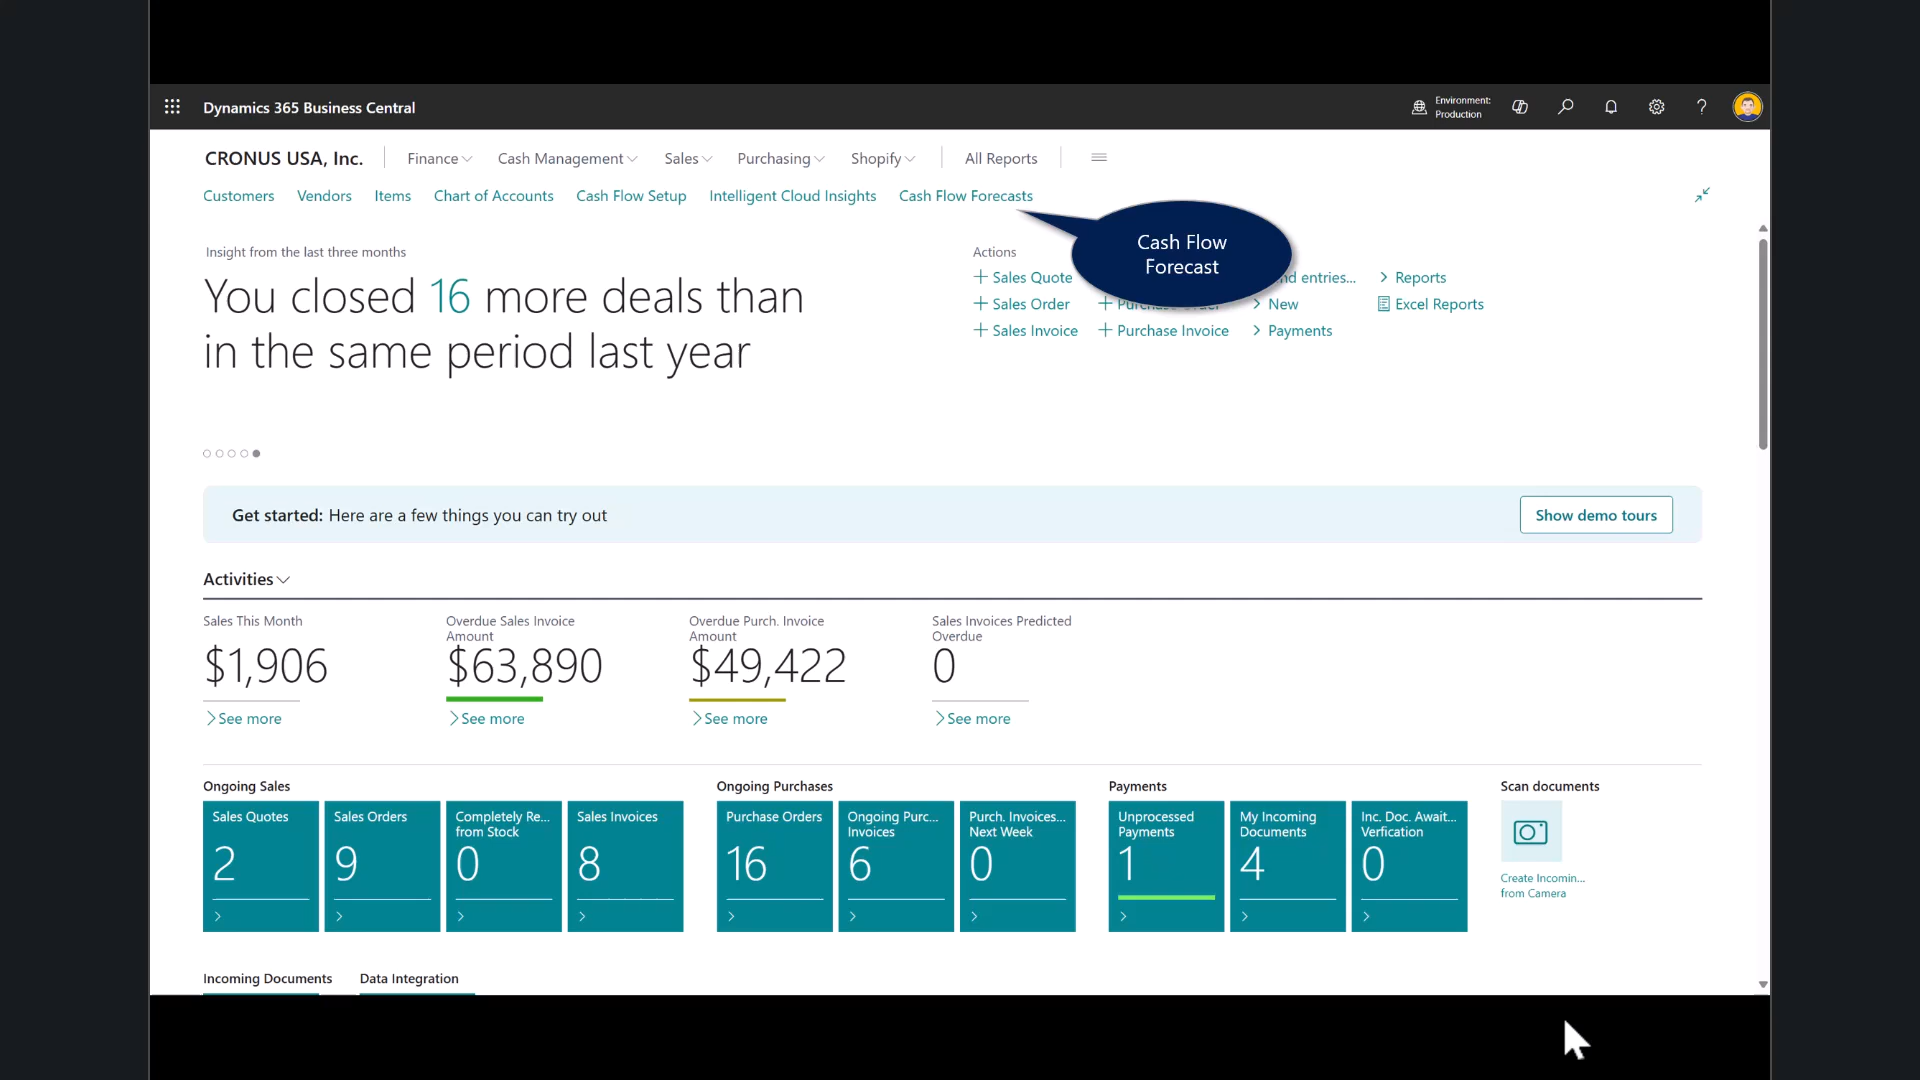 Dynamics 365 Business Central
Environment:
Production
?
CRONUS USA, Inc.
Finance
Cash Management
Sales
Purchasing
Shopify
All Reports
Customers
Vendors
Items
Chart of Accounts
Cash Flow Setup
Intelligent Cloud Insights
Cash Flow Forecasts
Cash Flow
Forecast
Insight from the last three months
You closed 16 more deals than
in the same period last year
Actions
+ Sales Quote
entries...
> Reports
+ Sales Order
> New
Excel Reports
+ Sales Invoice
+ Purchase Invoice
> Payments
Get started: Here are a few things you can try out
Show demo tours
Activities
Sales This Month
$1,906
> See more
Overdue Sales Invoice
Amount
$63,890
> See more
Overdue Purch. Invoice
Amount
$49,422
> See more
Sales Invoices Predicted
Overdue
0
> See more
Ongoing Sales
Sales Quotes
2
Sales Orders
9
Completely Re...
from Stock
0
Sales Invoices
8
Ongoing Purchases
Purchase Orders
16
Ongoing Purc...
Invoices
6
Purch. Invoices...
Next Week
0
Payments
Unprocessed
Payments
1
My Incoming
Documents
4
Inc. Doc. Await...
Verfication
0
Scan documents
Create Incomin...
from Camera
Incoming Documents
Data Integration